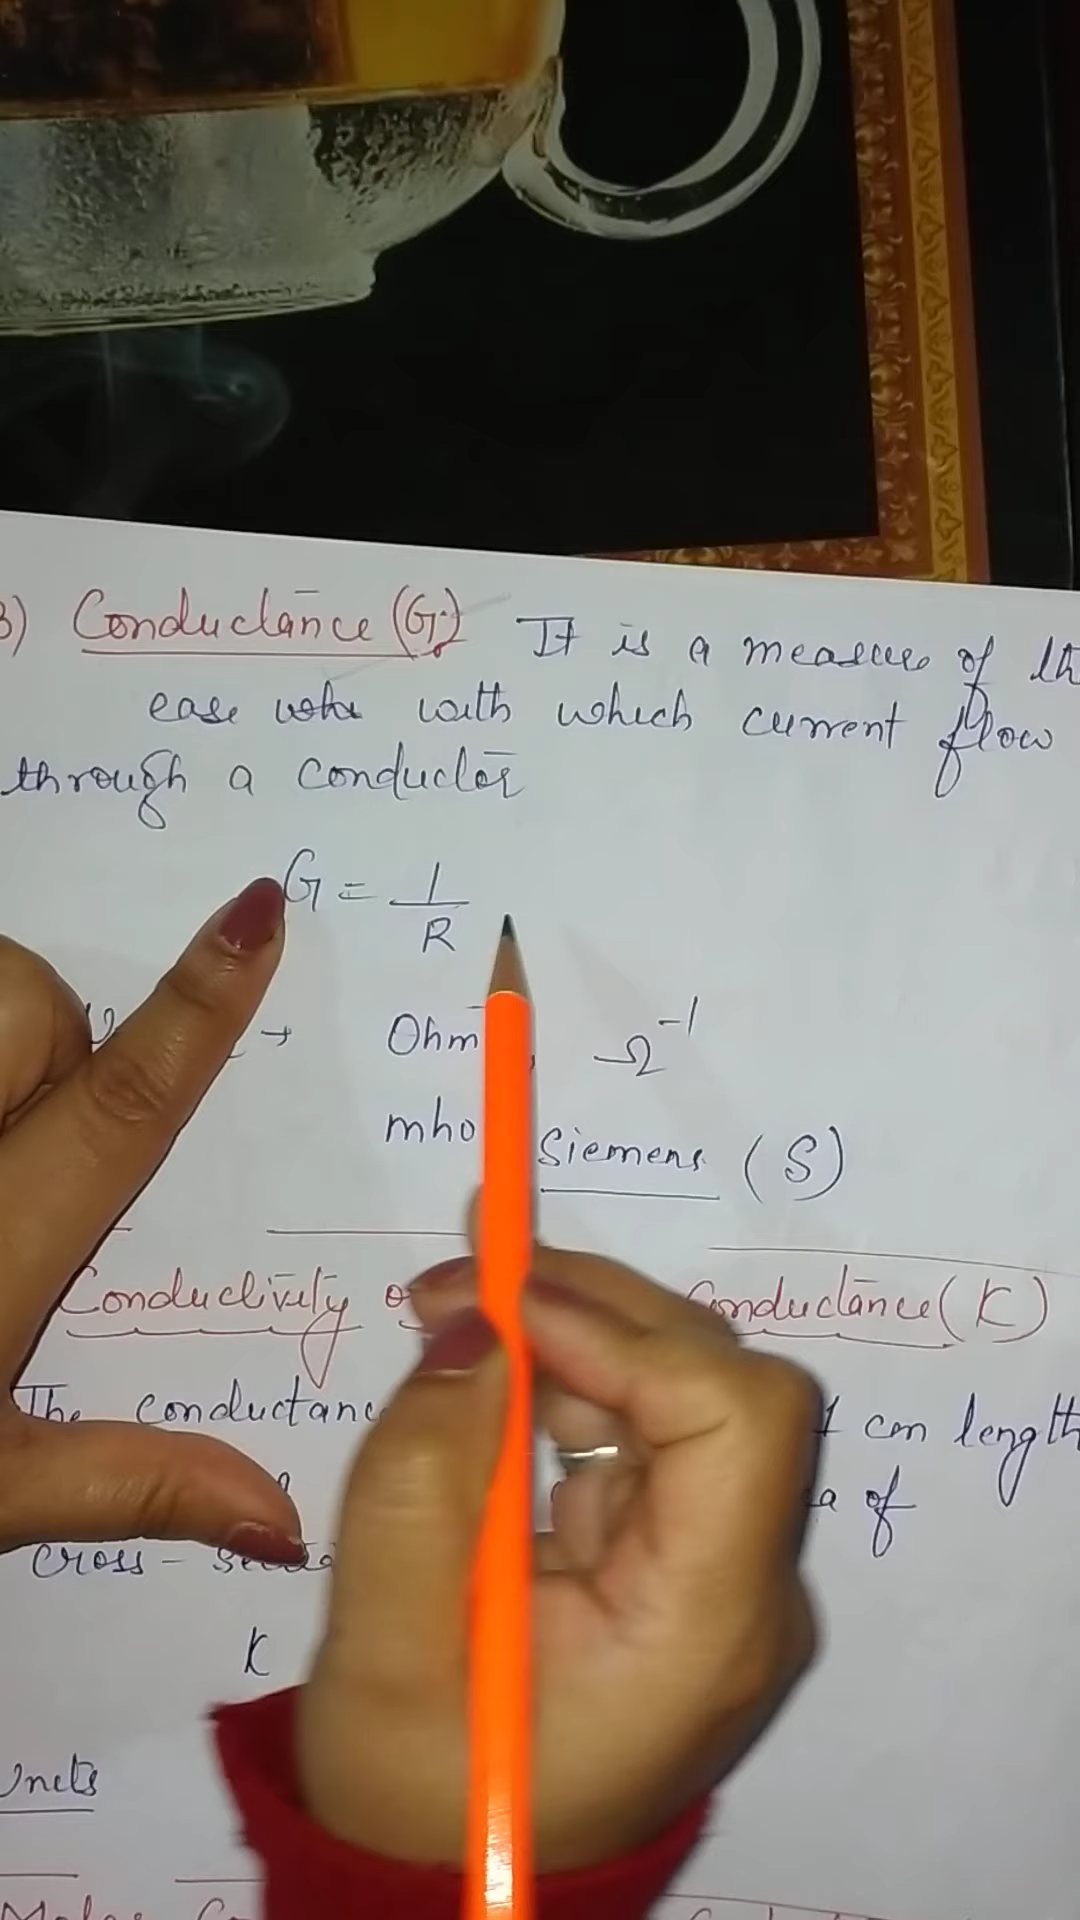 3) Conductance (G)  It is a measure of th
ease with which current flow
through a conductor
G = 1/R
→ Ohm , Ω⁻¹
mho Siemens (S)
Conductivity Conductance (K)
The conductanc 1 cm length
of
cross-
K
Units